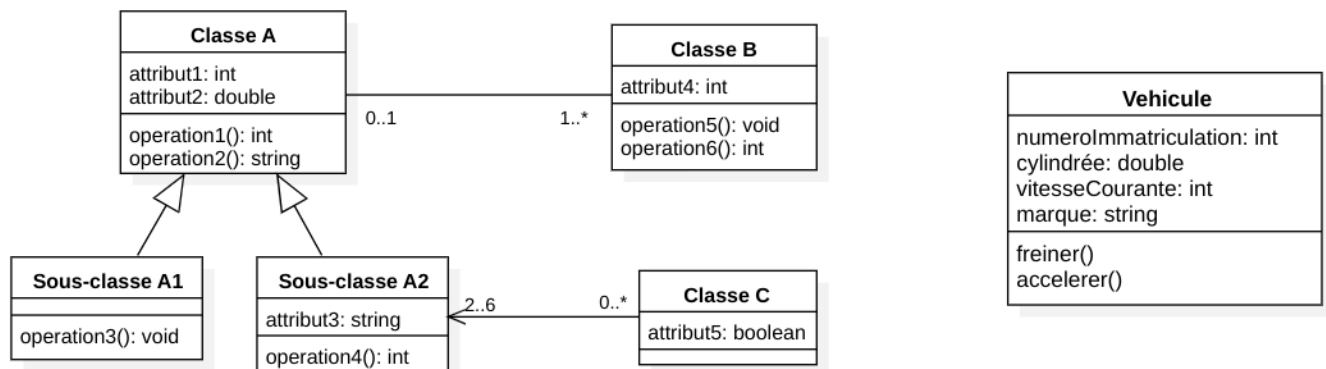 Classe A
attribut1: int
attribut2: double
operation1(): int
operation2(): string
0..1
1..*
Classe B
attribut4: int
operation5(): void
operation6(): int
Sous-classe A1
operation3(): void
Sous-classe A2
attribut3: string
operation4(): int
2..6
0..*
Classe C
attribut5: boolean
Vehicule
numeroImmatriculation: int
cylindrée: double
vitesseCourante: int
marque: string
freiner()
accelerer()